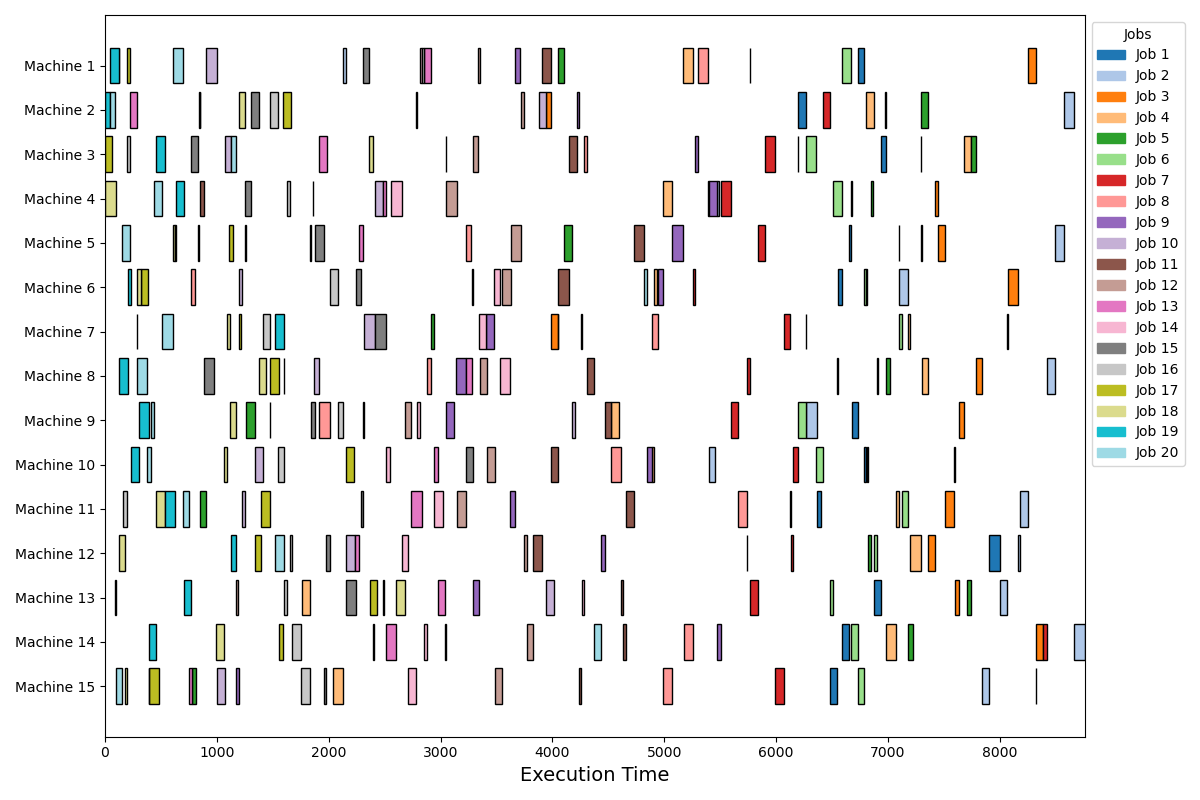 Machine 1
Machine 2
Machine 3
Machine 4
Machine 5
Machine 6
Machine 7
Machine 8
Machine 9
Machine 10
Machine 11
Machine 12
Machine 13
Machine 14
Machine 15
0 1000 2000 3000 4000 5000 6000 7000 8000
Execution Time
Jobs
Job 1
Job 2
Job 3
Job 4
Job 5
Job 6
Job 7
Job 8
Job 9
Job 10
Job 11
Job 12
Job 13
Job 14
Job 15
Job 16
Job 17
Job 18
Job 19
Job 20